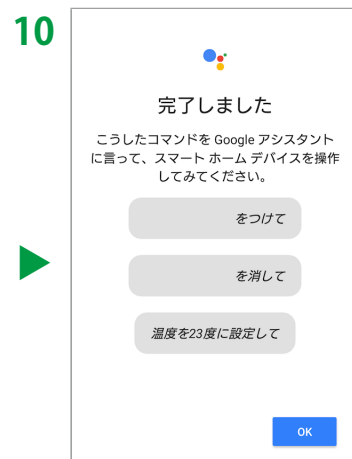 10
完了しました
こうしたコマンドを Google アシスタント
に言って、スマート ホーム デバイスを操作
してみてください。
をつけて
を消して
温度を23度に設定して
OK